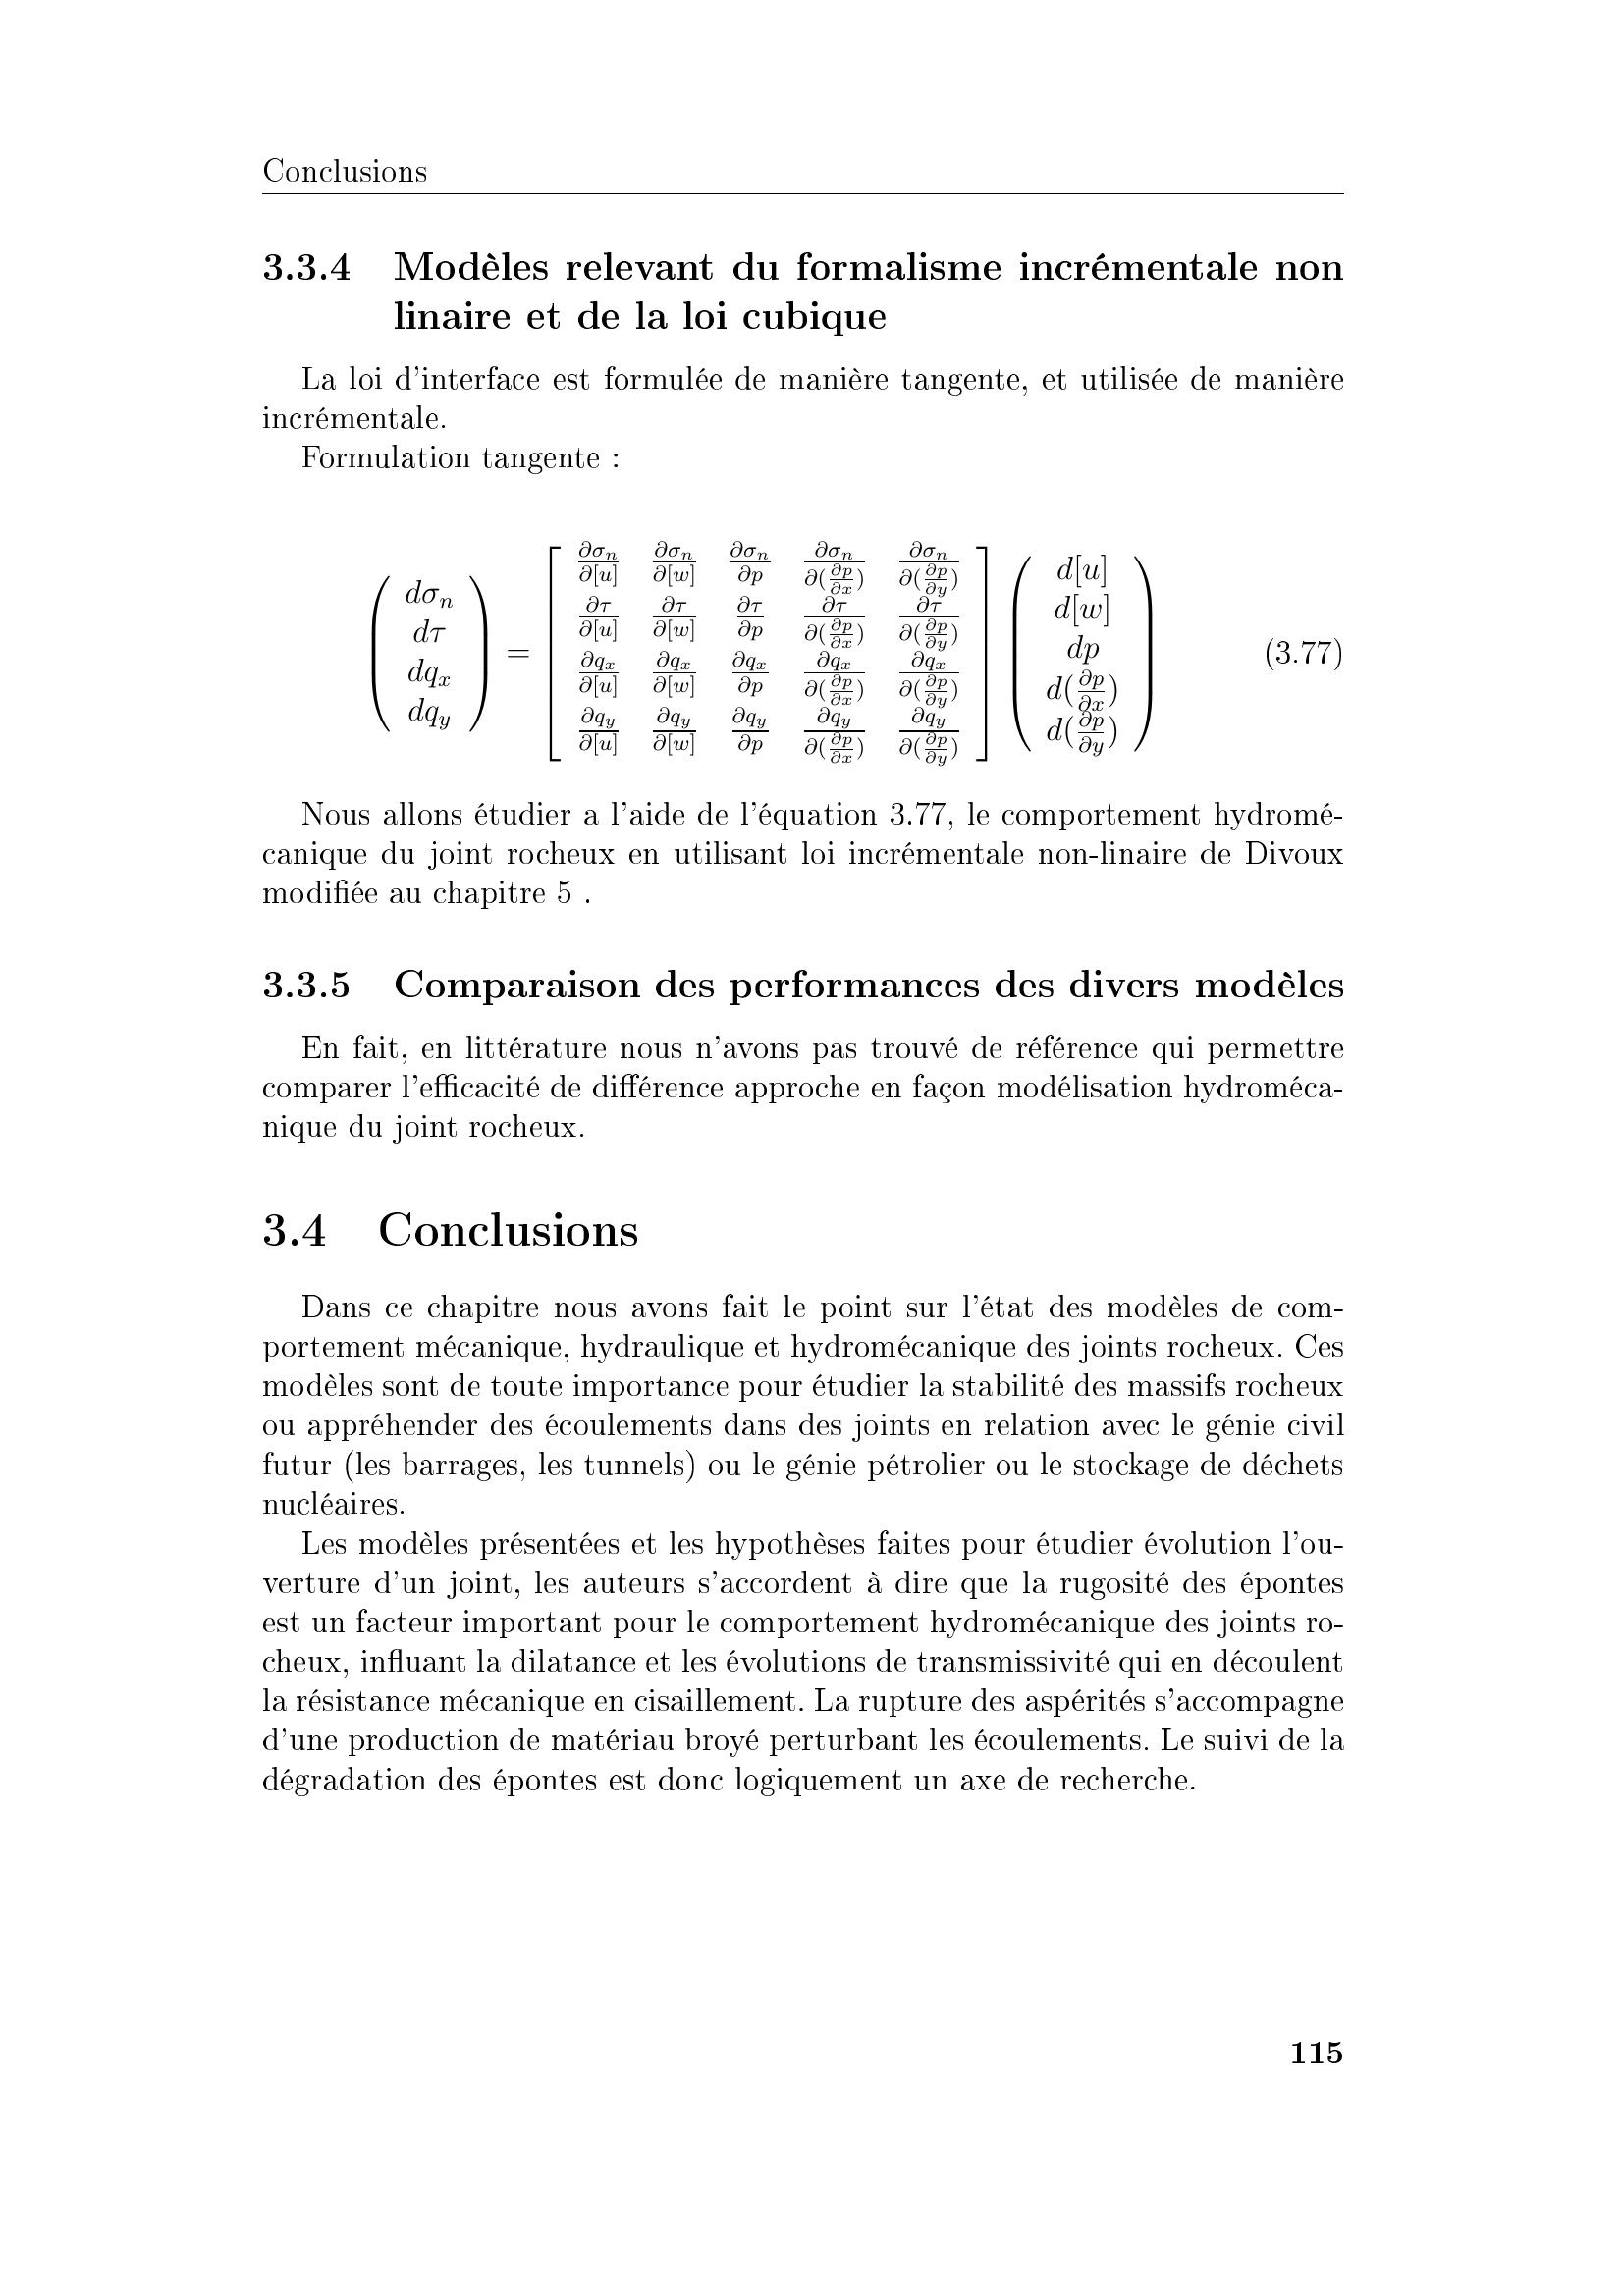 Conclusions
3.3.4 Modèles relevant du formalisme incrémentale non
linaire et de la loi cubique
La loi d'interface est formulée de manière tangente, et utilisée de manière
incrémentale.
Formulation tangente :
\begin{pmatrix} d\sigma_n \\ d\tau \\ dq_x \\ dq_y \end{pmatrix} = \begin{bmatrix} \frac{\partial \sigma_n}{\partial [u]} & \frac{\partial \sigma_n}{\partial [w]} & \frac{\partial \sigma_n}{\partial p} & \frac{\partial \sigma_n}{\partial (\frac{\partial p}{\partial x})} & \frac{\partial \sigma_n}{\partial (\frac{\partial p}{\partial y})} \\ \frac{\partial \tau}{\partial [u]} & \frac{\partial \tau}{\partial [w]} & \frac{\partial \tau}{\partial p} & \frac{\partial \tau}{\partial (\frac{\partial p}{\partial x})} & \frac{\partial \tau}{\partial (\frac{\partial p}{\partial y})} \\ \frac{\partial q_x}{\partial [u]} & \frac{\partial q_x}{\partial [w]} & \frac{\partial q_x}{\partial p} & \frac{\partial q_x}{\partial (\frac{\partial p}{\partial x})} & \frac{\partial q_x}{\partial (\frac{\partial p}{\partial y})} \\ \frac{\partial q_y}{\partial [u]} & \frac{\partial q_y}{\partial [w]} & \frac{\partial q_y}{\partial p} & \frac{\partial q_y}{\partial (\frac{\partial p}{\partial x})} & \frac{\partial q_y}{\partial (\frac{\partial p}{\partial y})} \end{bmatrix} \begin{pmatrix} d[u] \\ d[w] \\ dp \\ d(\frac{\partial p}{\partial x}) \\ d(\frac{\partial p}{\partial y}) \end{pmatrix} (3.77)
Nous allons étudier a l'aide de l'équation 3.77, le comportement hydromé-
canique du joint rocheux en utilisant loi incrémentale non-linaire de Divoux
modifiée au chapitre 5 .
3.3.5 Comparaison des performances des divers modèles
En fait, en littérature nous n'avons pas trouvé de référence qui permettre
comparer l'efficacité de différence approche en façon modélisation hydroméca-
nique du joint rocheux.
3.4 Conclusions
Dans ce chapitre nous avons fait le point sur l'état des modèles de com-
portement mécanique, hydraulique et hydromécanique des joints rocheux. Ces
modèles sont de toute importance pour étudier la stabilité des massifs rocheux
ou appréhender des écoulements dans des joints en relation avec le génie civil
futur (les barrages, les tunnels) ou le génie pétrolier ou le stockage de déchets
nucléaires.
Les modèles présentées et les hypothèses faites pour étudier évolution l'ou-
verture d'un joint, les auteurs s'accordent à dire que la rugosité des épontes
est un facteur important pour le comportement hydromécanique des joints ro-
cheux, influant la dilatance et les évolutions de transmissivité qui en découlent
la résistance mécanique en cisaillement. La rupture des aspérités s'accompagne
d'une production de matériau broyé perturbant les écoulements. Le suivi de la
dégradation des épontes est donc logiquement un axe de recherche.
115